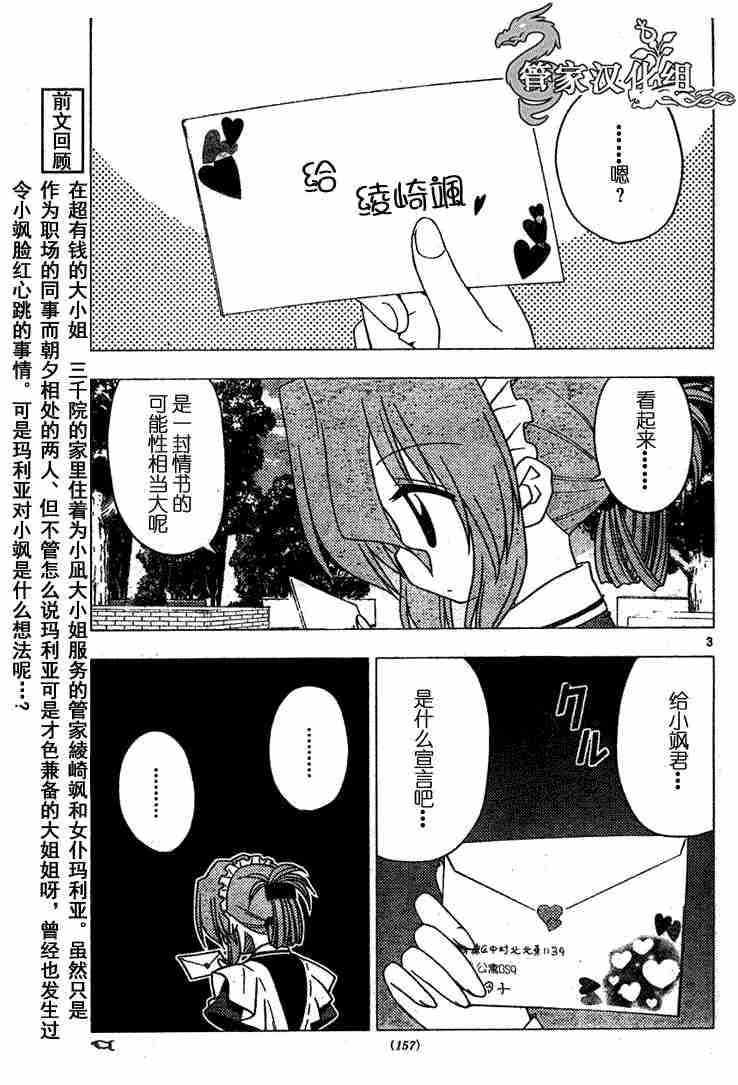 管家汉化组
……嗯？
给
綾崎颯
前文回顾
在超有钱的大小姐　三千院的家里住着为小凪大小姐服务的管家綾崎飒和女仆玛利亚。虽然只是
作为职场的同事而朝夕相处的两人、但不管怎么说玛利亚可是才色兼备的大姐姐呀，曾经也发生过
令小飒脸红心跳的事情。可是玛利亚对小飒是什么想法呢…？
看起来…
是一封情书的
可能性相当大呢
3
给小飒君…
是什么宣言吧…
クル
1139
公寓
………
………
(157)